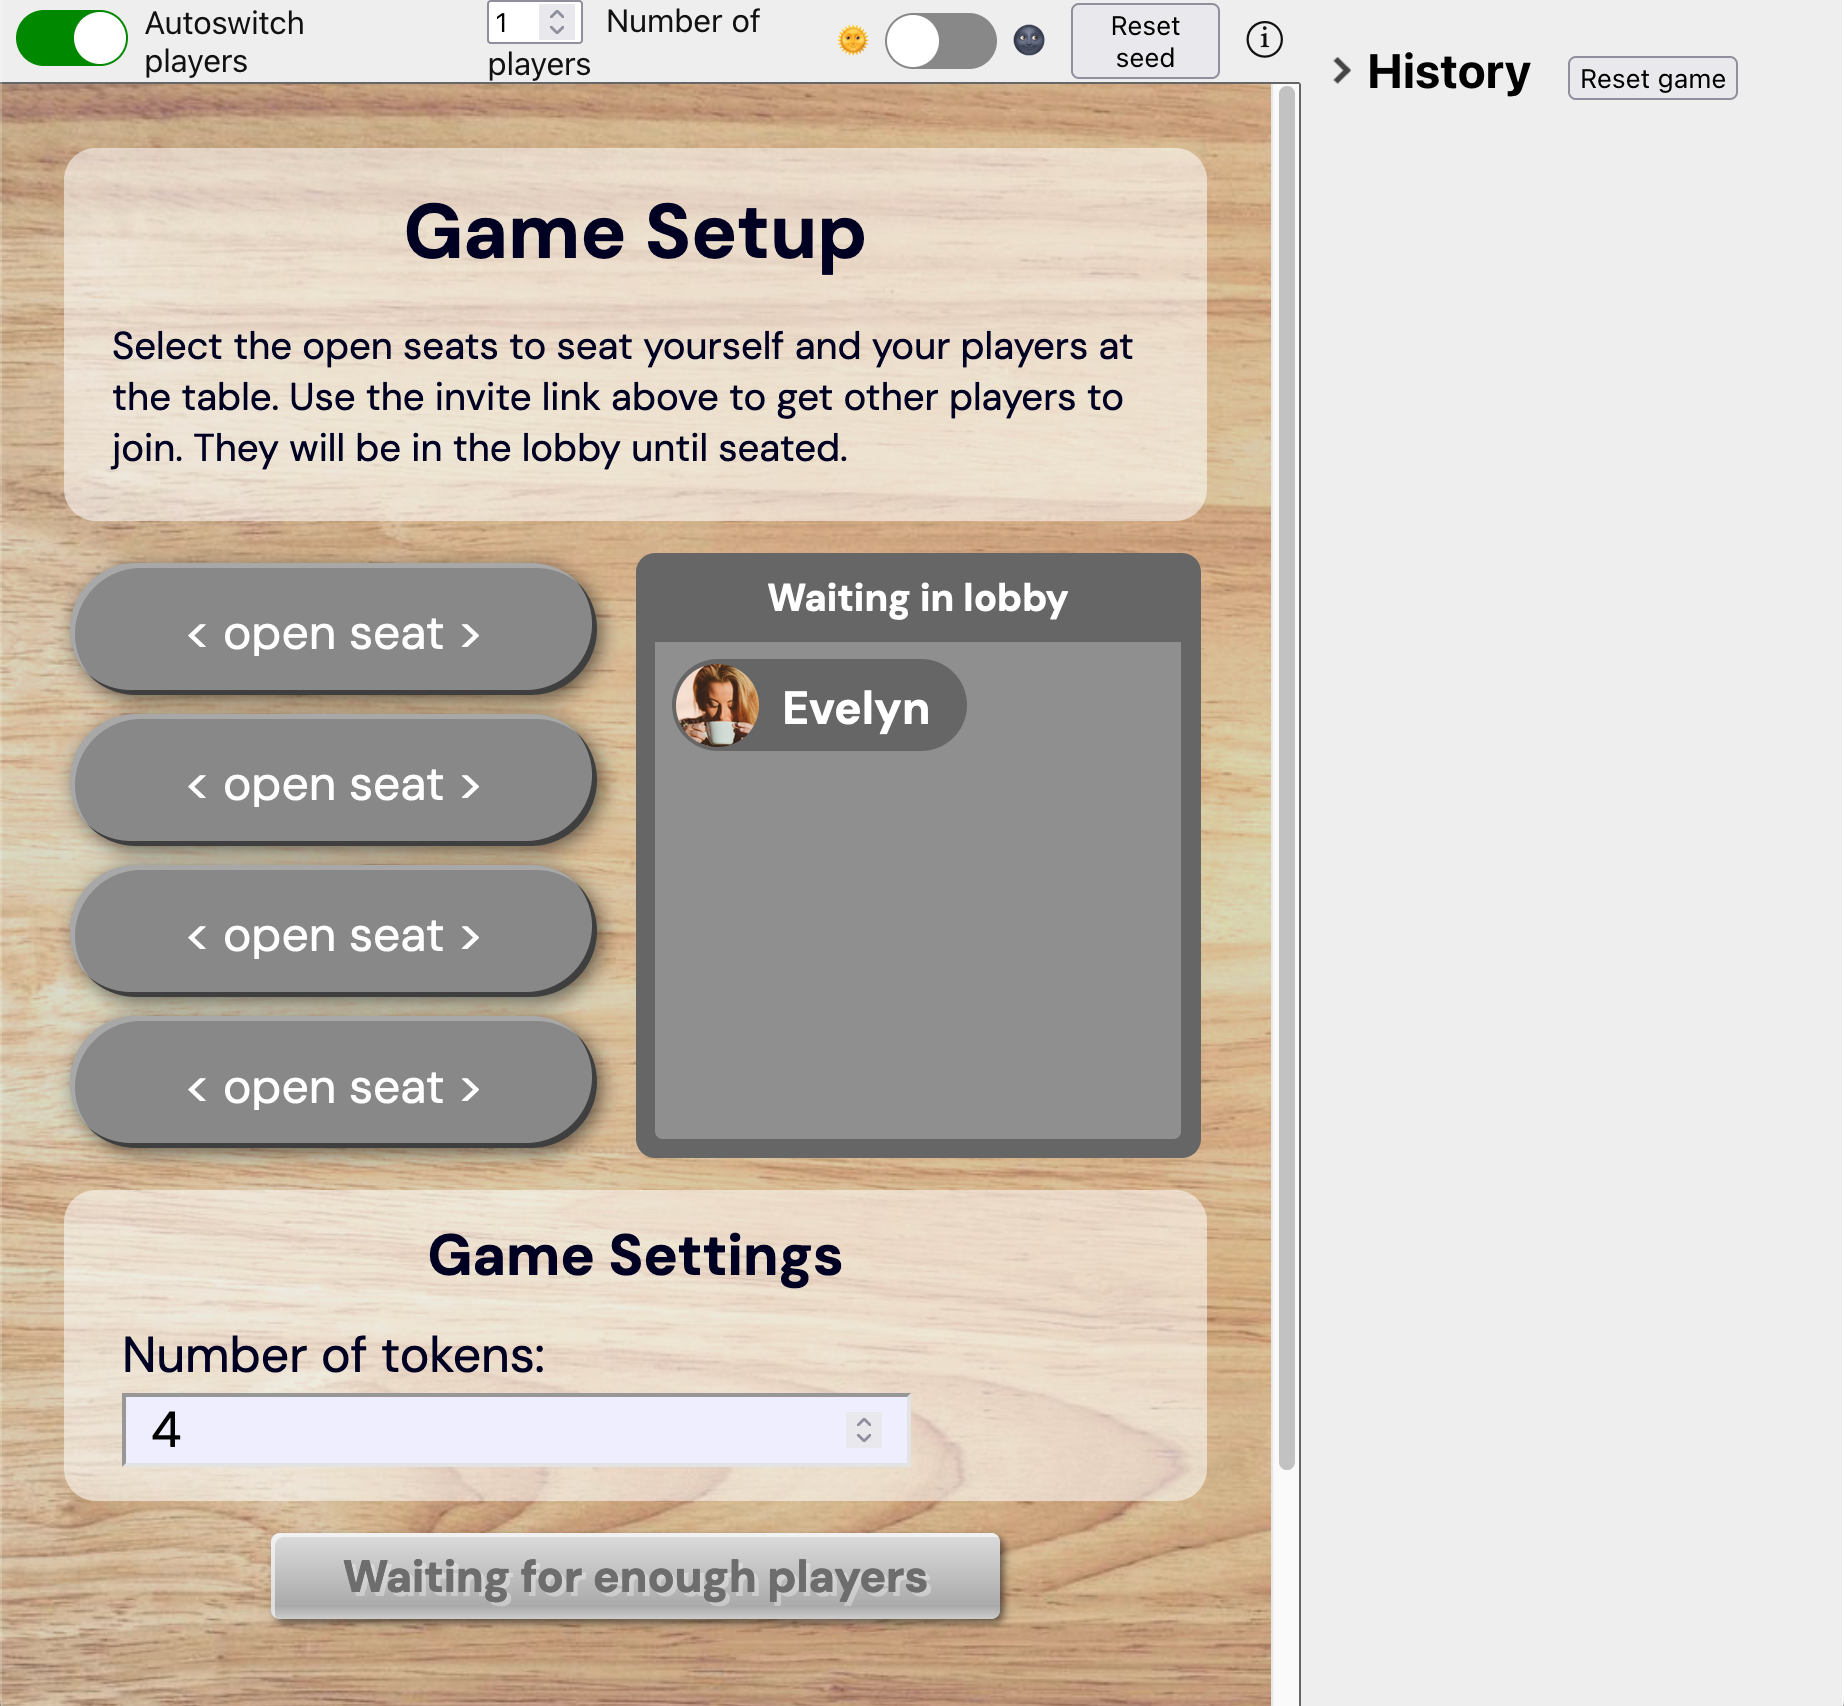 Autoswitch
players
1
Number of
players
Reset
seed
History
Reset game
Game Setup
Select the open seats to seat yourself and your players at
the table. Use the invite link above to get other players to
join. They will be in the lobby until seated.
< open seat >
< open seat >
< open seat >
< open seat >
Waiting in lobby
Evelyn
Game Settings
Number of tokens:
4
Waiting for enough players